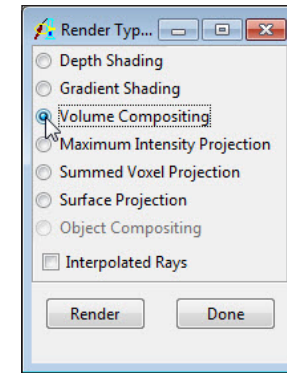 Render Typ...
Depth Shading
Gradient Shading
Volume Compositing
Maximum Intensity Projection
Summed Voxel Projection
Surface Projection
Object Compositing
Interpolated Rays
Render
Done